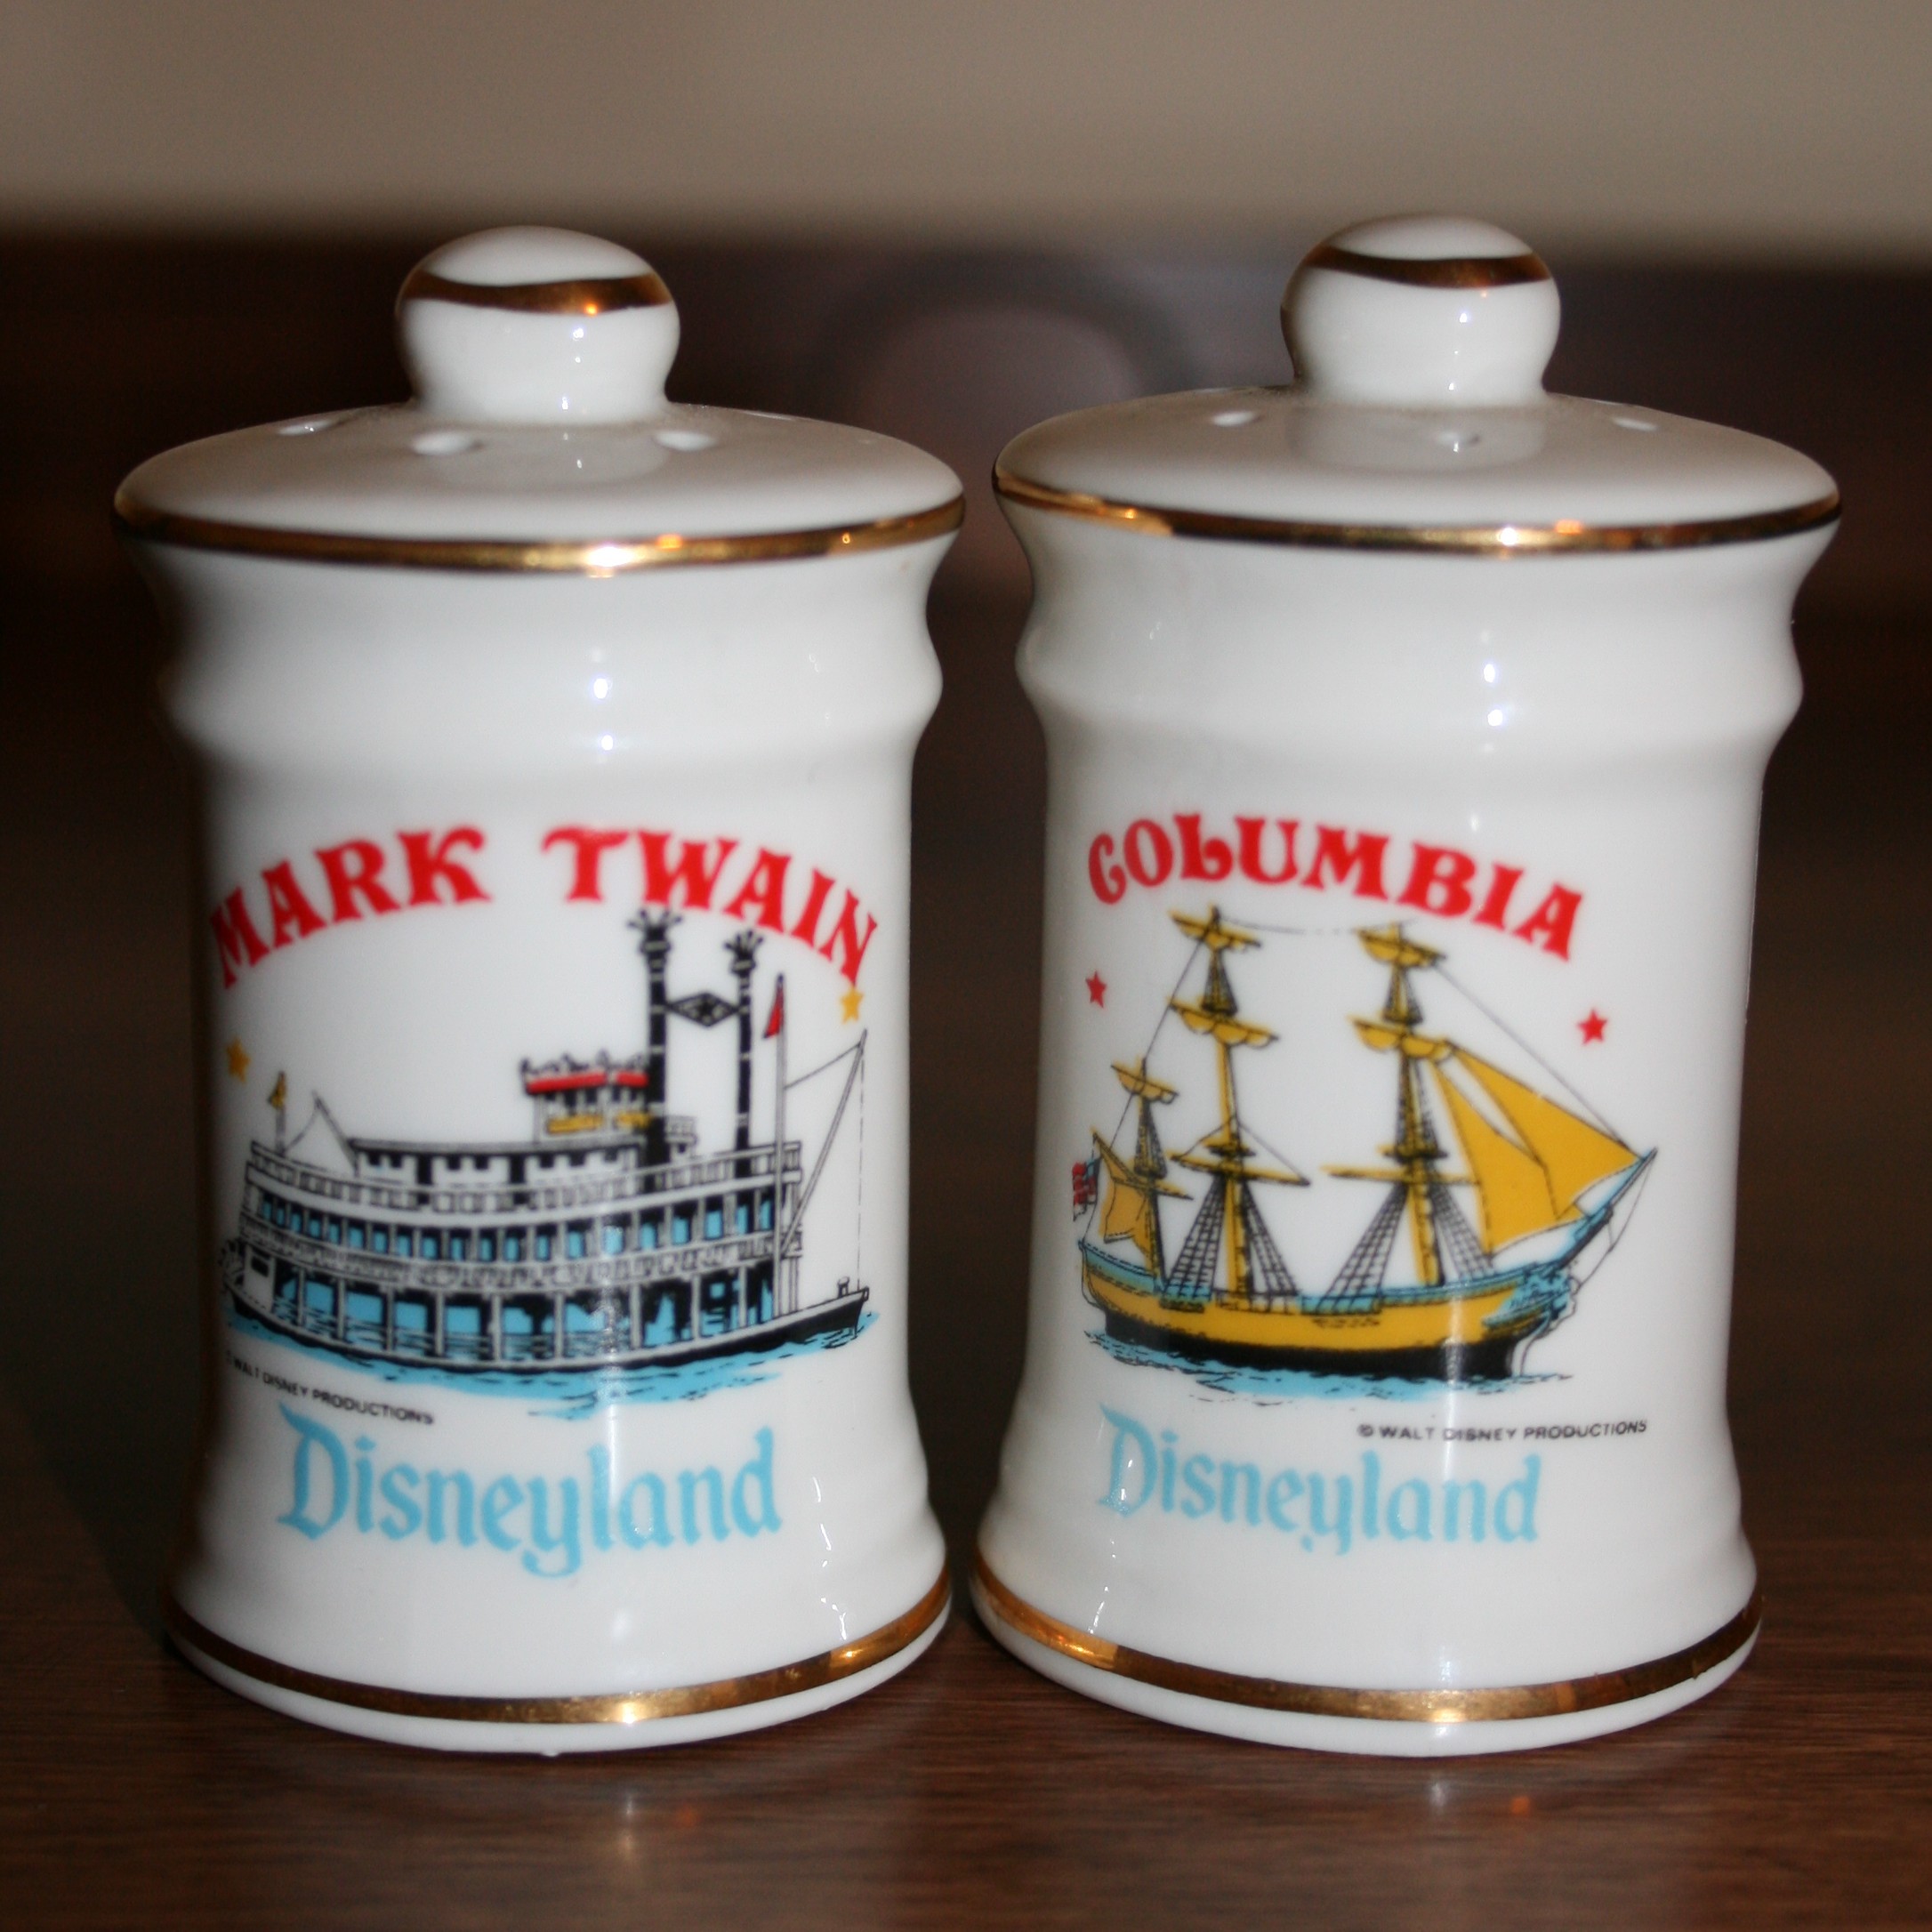 MARK TWAIN
WALT DISNEY PRODUCTIONS
Disneyland
COLUMBIA
© WALT DISNEY PRODUCTIONS
Disneyland